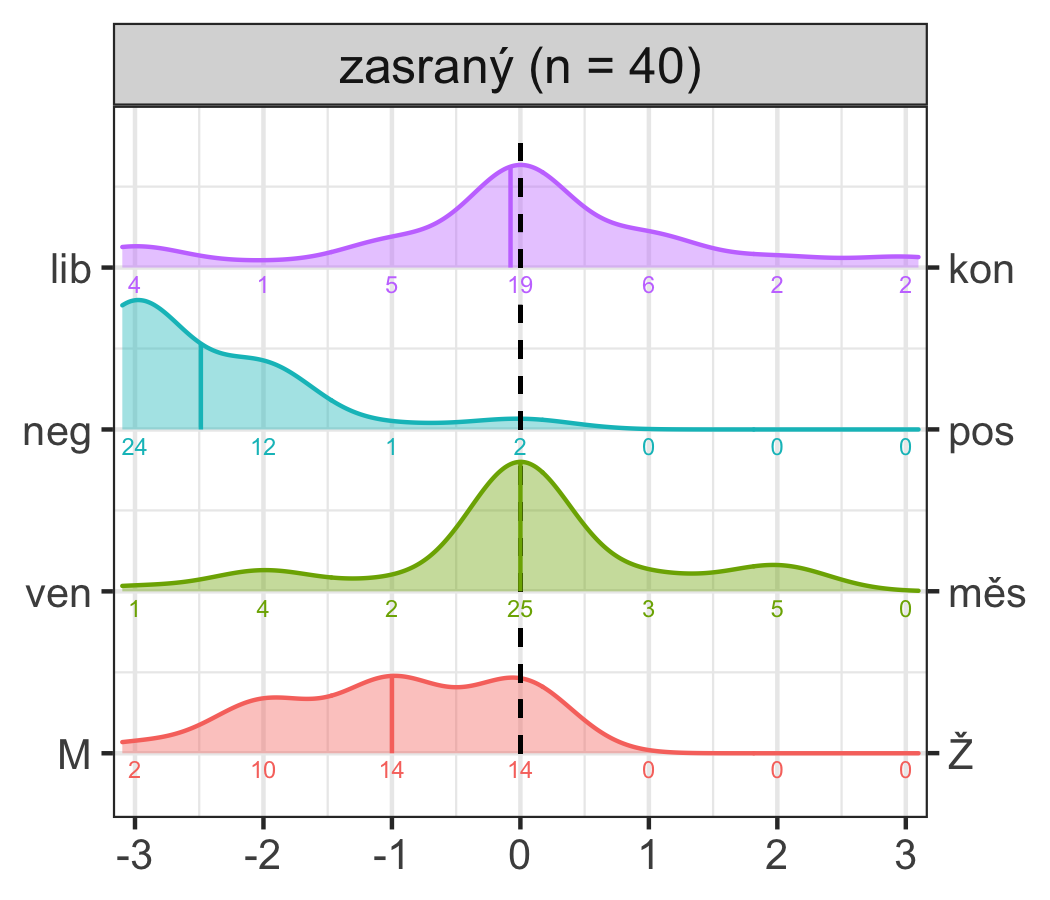 zasraný (n = 40)
lib kon
4 1 5 19 6 2 2
neg pos
24 12 1 2 0 0 0
ven měs
1 4 2 25 3 5 0
M Ž
2 10 14 14 0 0 0
-3 -2 -1 0 1 2 3